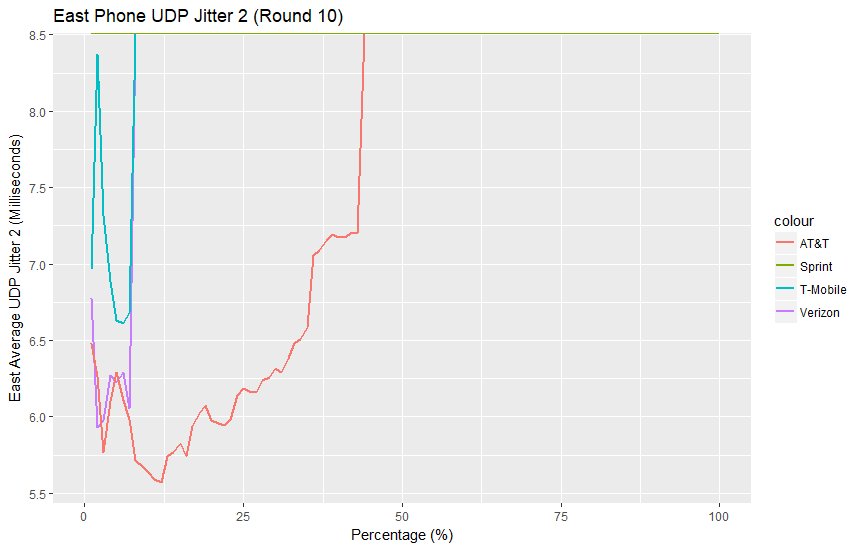 East Phone UDP Jitter 2 (Round 10)
East Average UDP Jitter 2 (Milliseconds)
8.5
8.0
7.5
7.0
6.5
6.0
5.5
0
25
50
75
100
Percentage (%)
colour
AT&T
Sprint
T-Mobile
Verizon